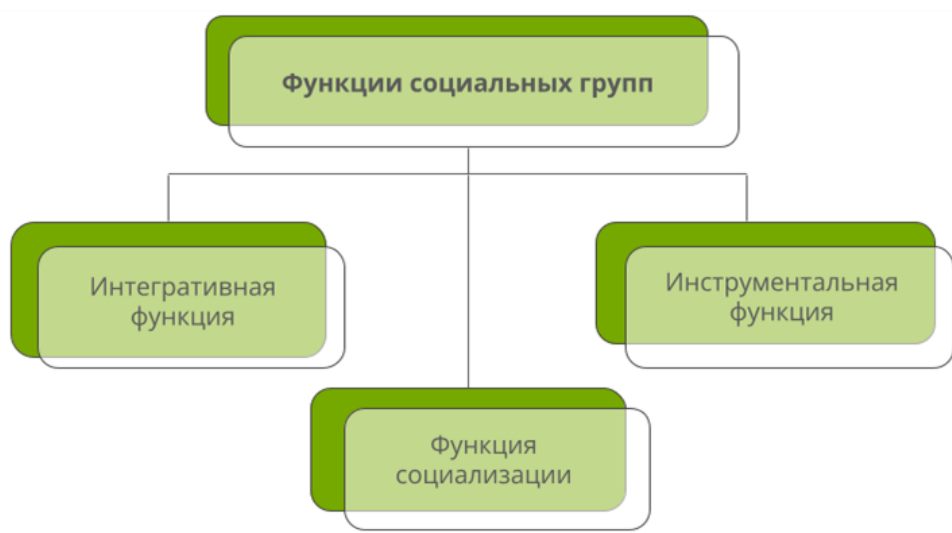 Функции социальных групп
Интегративная
функция
Инструментальная
функция
Функция
социализации